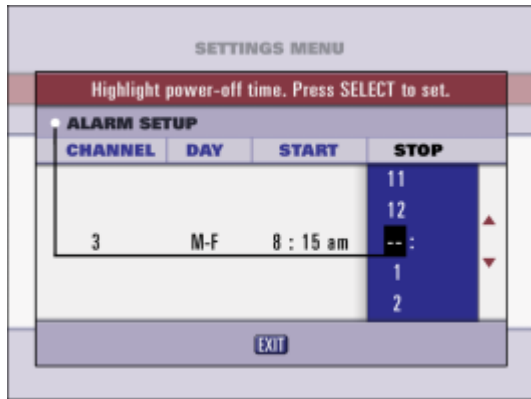 SETTINGS MENU
Highlight power-off time. Press SELECT to set.
ALARM SETUP
CHANNEL DAY START STOP
11
12
3 M-F 8 : 15 am -- :
1
2
EXIT